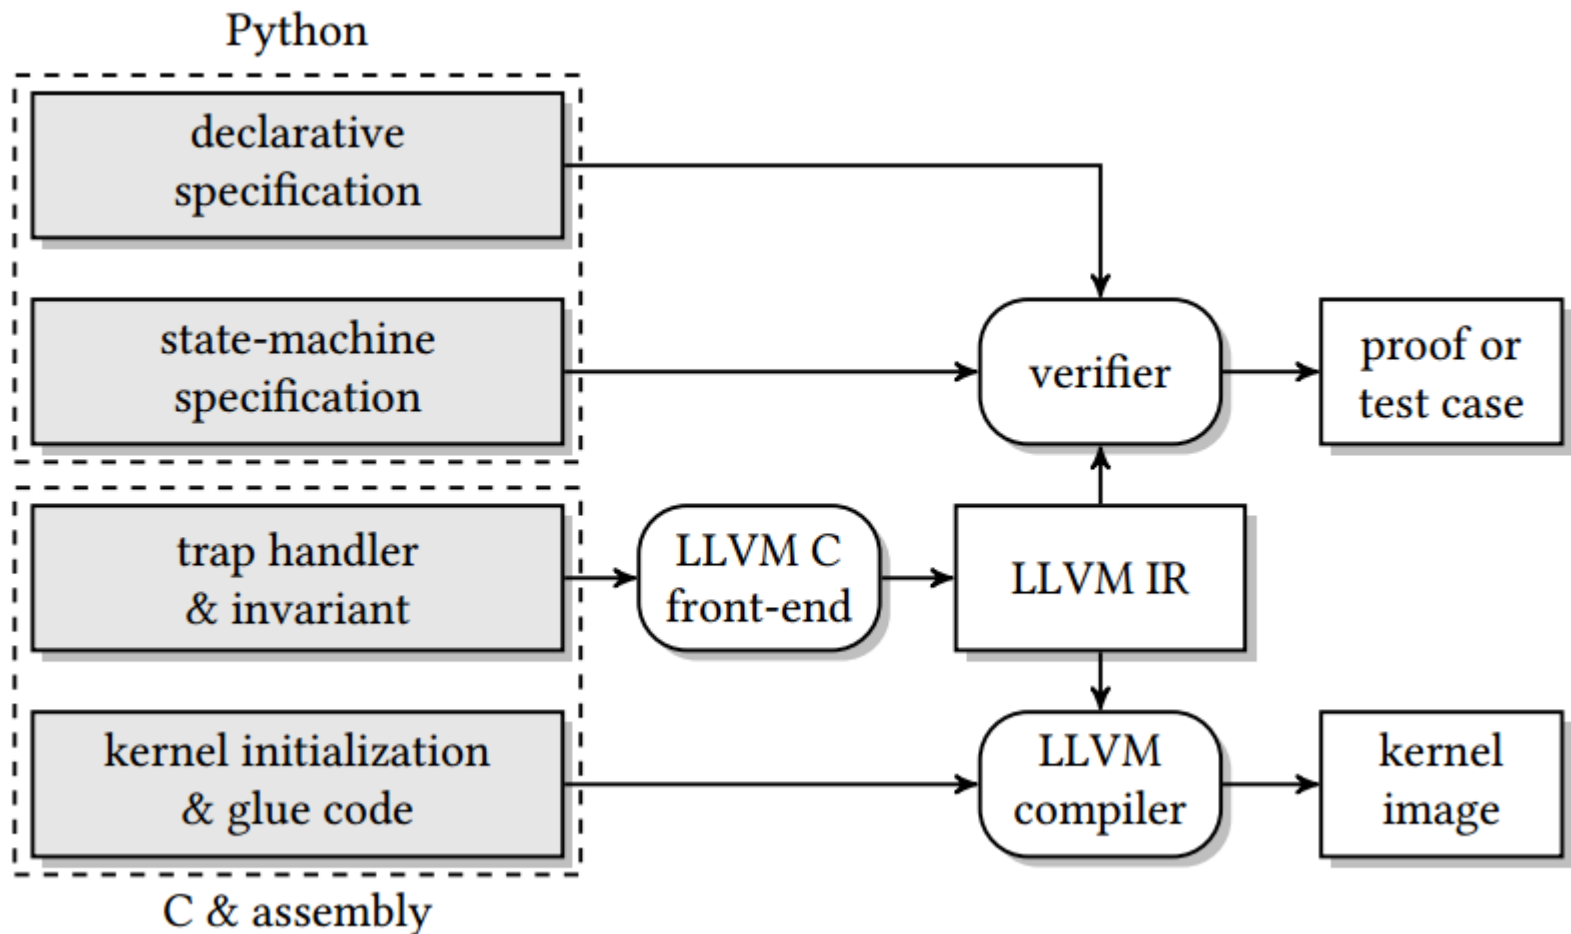 Python
declarative
specification
state-machine
specification
verifier
proof or
test case
trap handler
& invariant
LLVM C
front-end
LLVM IR
kernel initialization
& glue code
LLVM
compiler
kernel
image
C & assembly